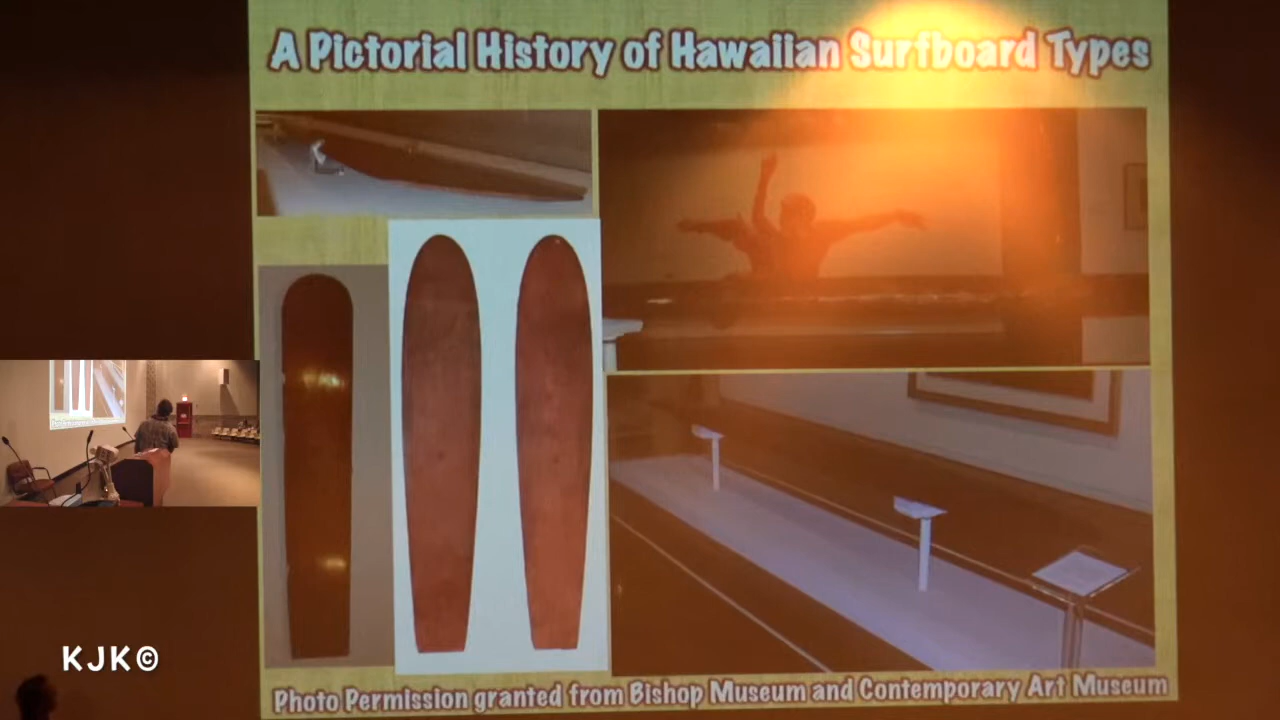 A Pictorial History of Hawaiian Surfboard Types
KJK©
Photo Permission granted from Bishop Museum and Contemporary Art Museum